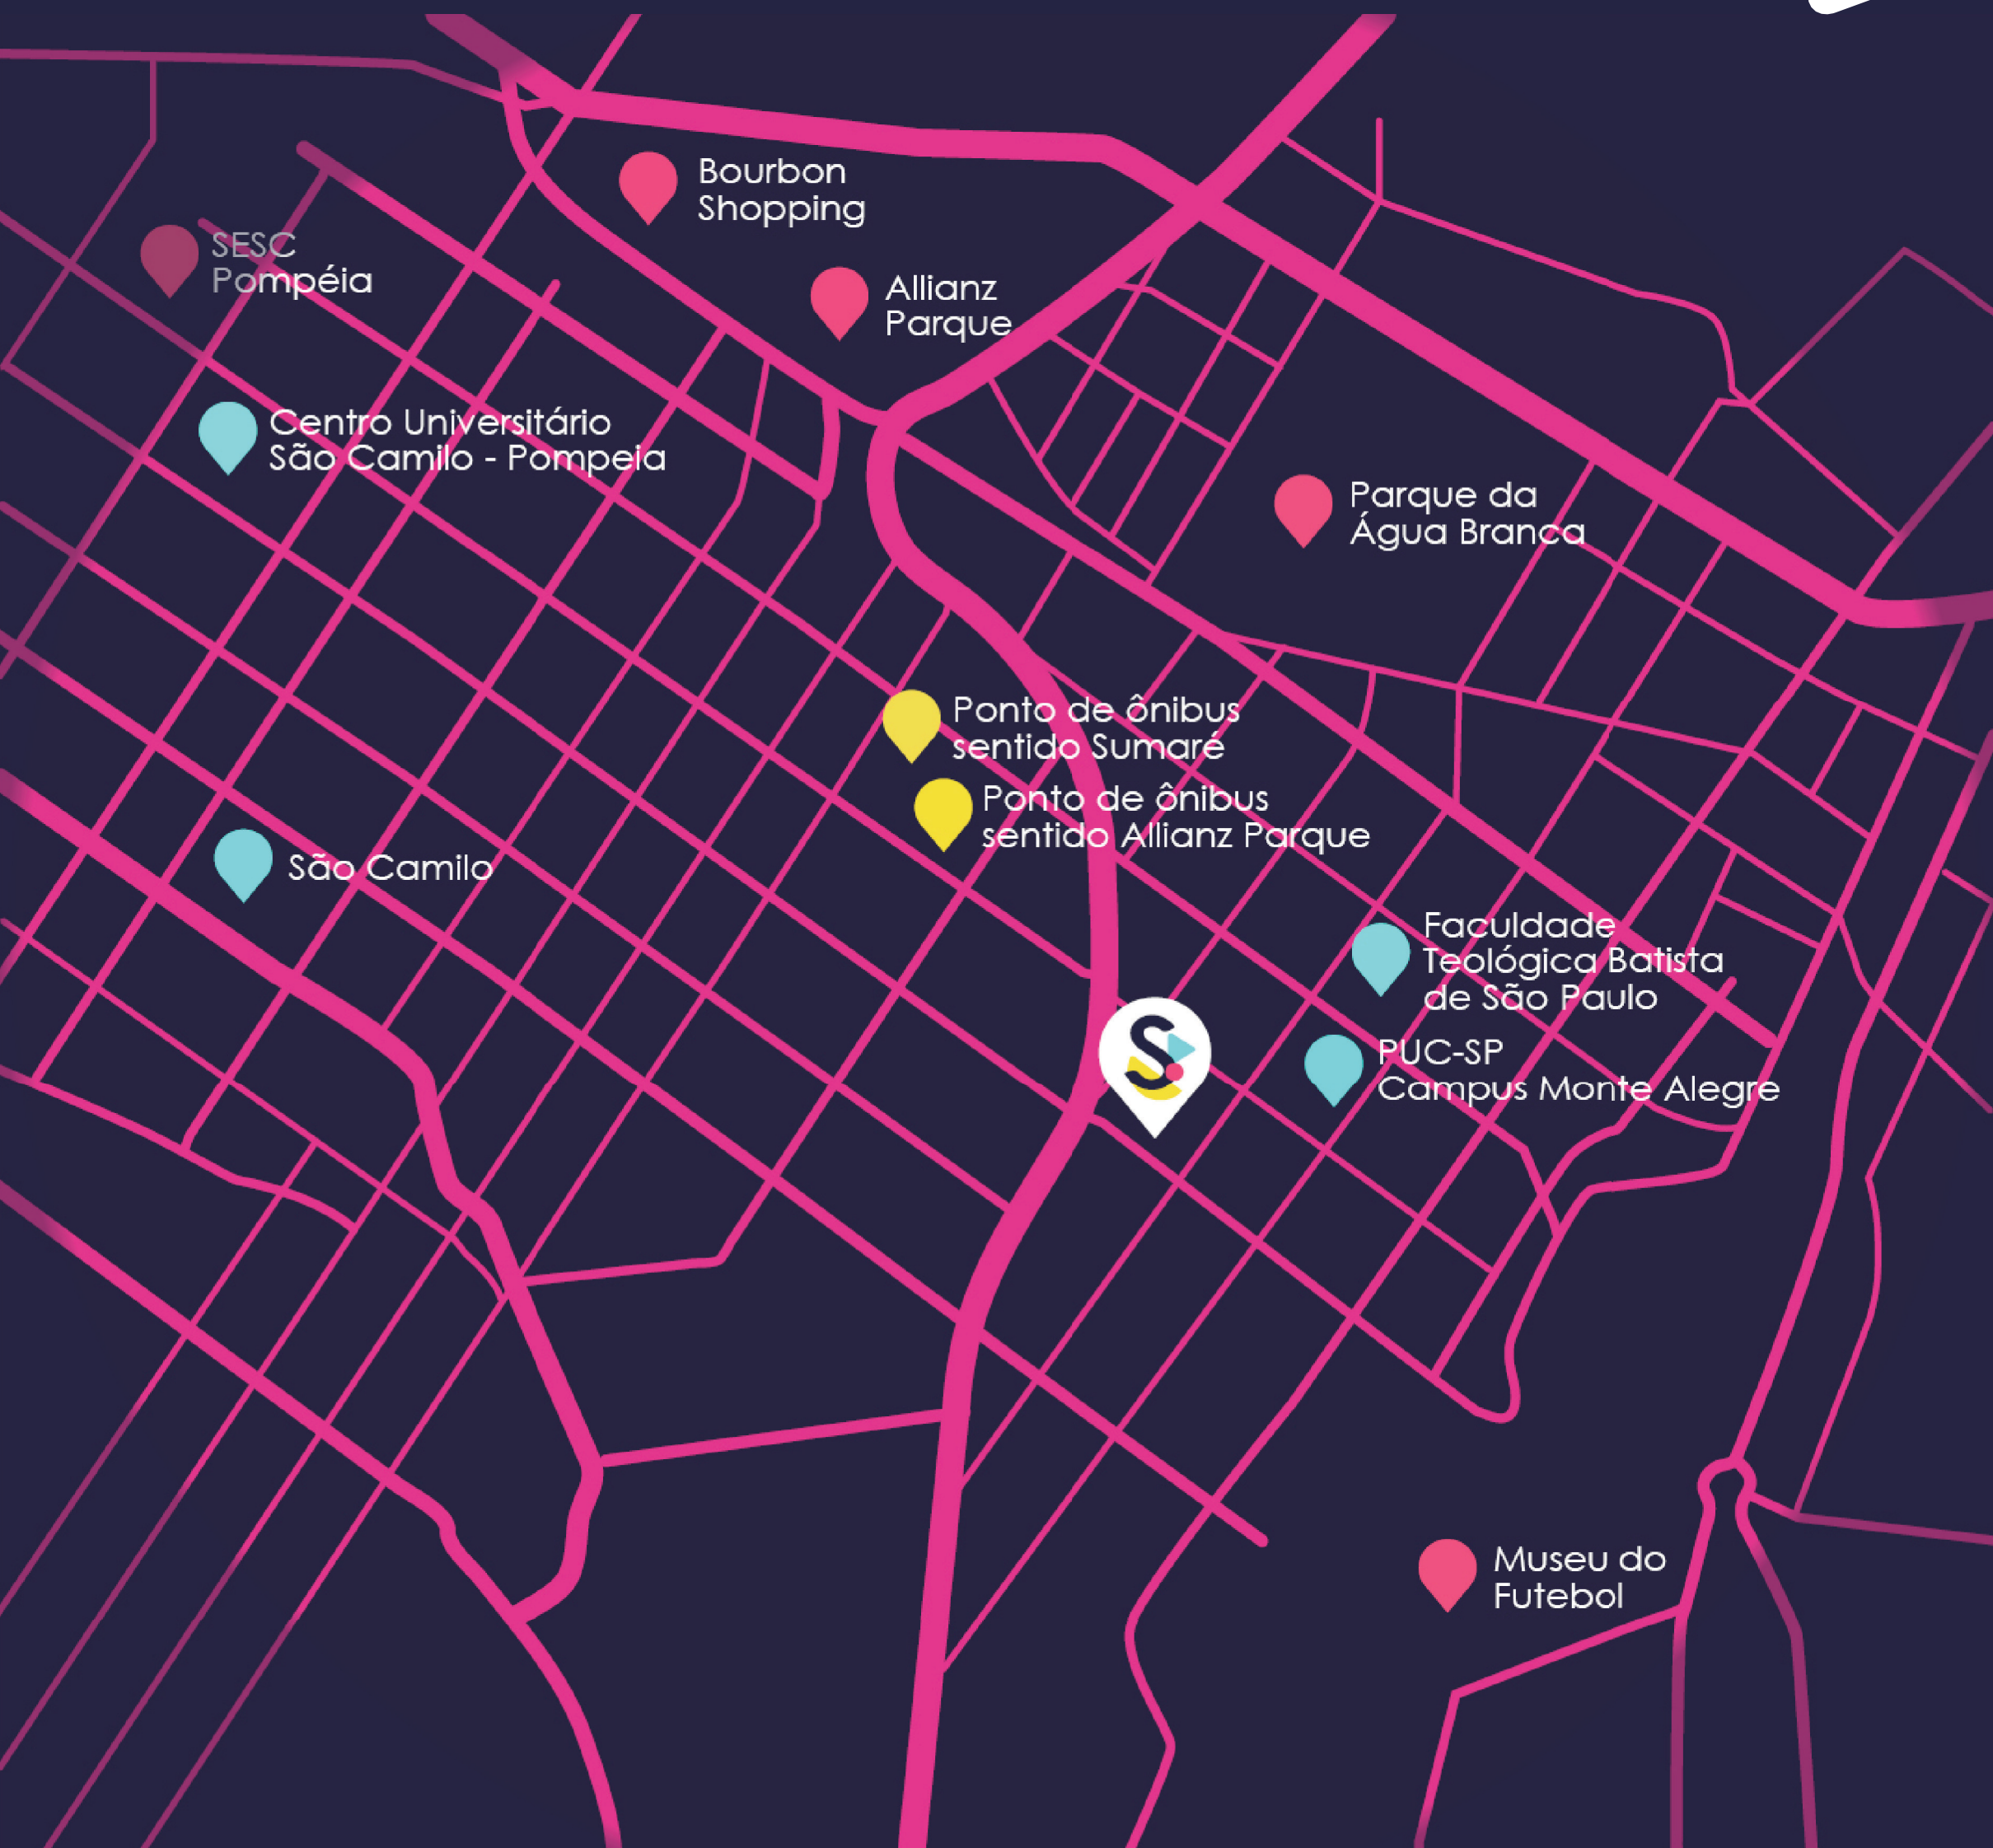 Bourbon
Shopping
SESC
Pompéia
Allianz
Parque
Centro Universitário
São Camilo - Pompeia
Parque da
Água Branca
Ponto de ônibus
sentido Sumaré
Ponto de ônibus
sentido Allianz Parque
São Camilo
Faculdade
Teológica Batista
de São Paulo
PUC-SP
Campus Monte Alegre
Museu do
Futebol